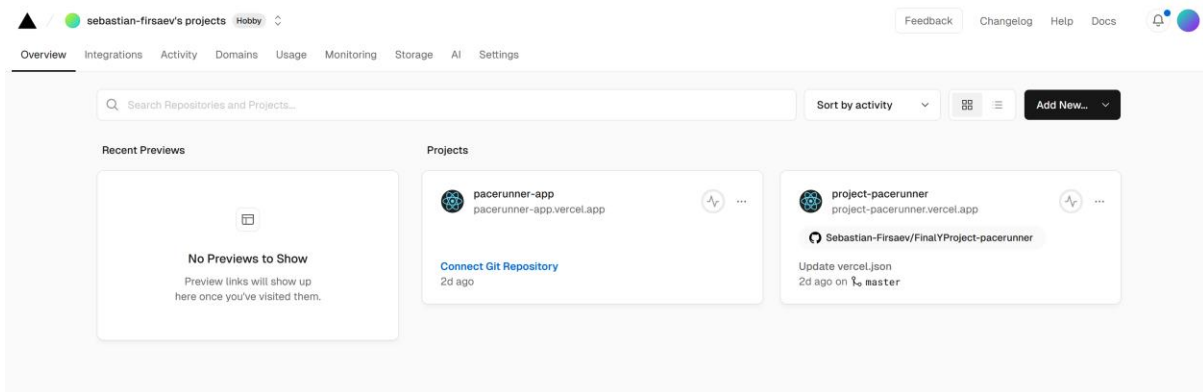 sebastian-firsaev's projects Hobby
Feedback Changelog Help Docs
Overview Integrations Activity Domains Usage Monitoring Storage AI Settings
Search Repositories and Projects...
Sort by activity
Add New...
Recent Previews
No Previews to Show
Preview links will show up
here once you've visited them.
Projects
pacerunner-app
pacerunner-app.vercel.app
Connect Git Repository
2d ago
project-pacerunner
project-pacerunner.vercel.app
Sebastian-Firsaev/FinalYProject-pacerunner
Update vercel.json
2d ago on master